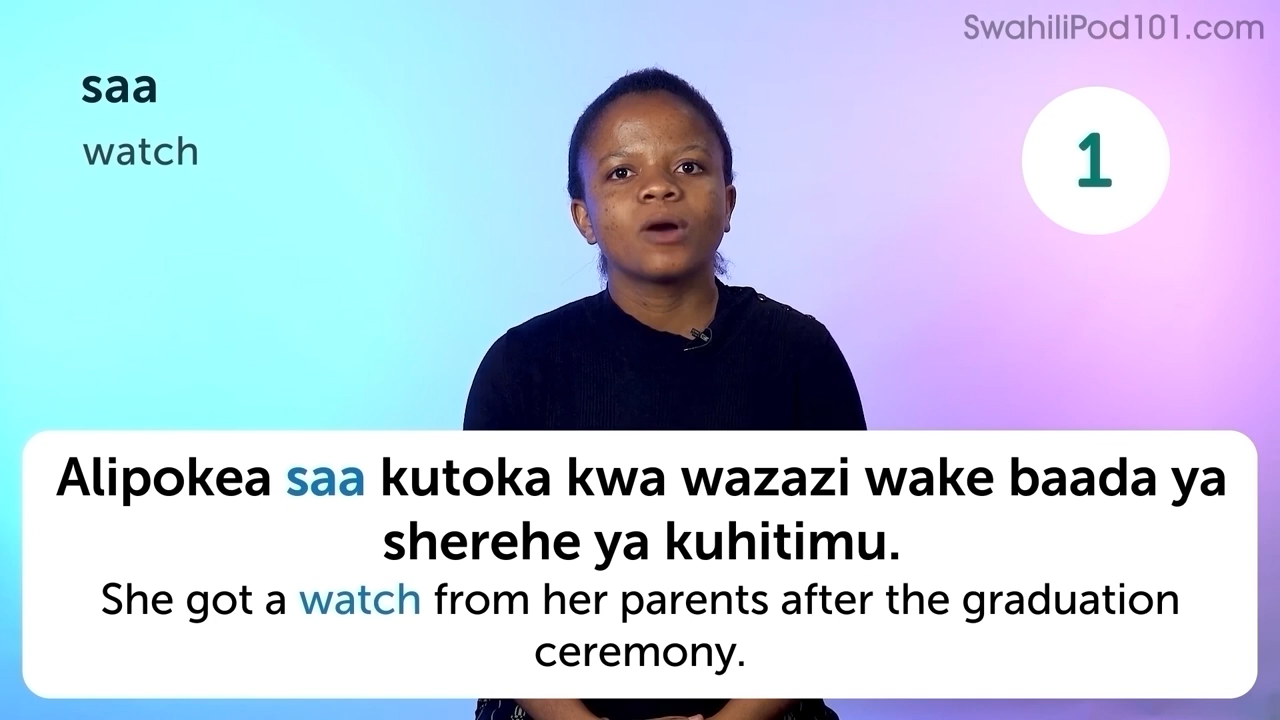 SwahiliPod101.com
saa
watch
1
Alipokea saa kutoka kwa wazazi wake baada ya
sherehe ya kuhitimu.
She got a watch from her parents after the graduation
ceremony.